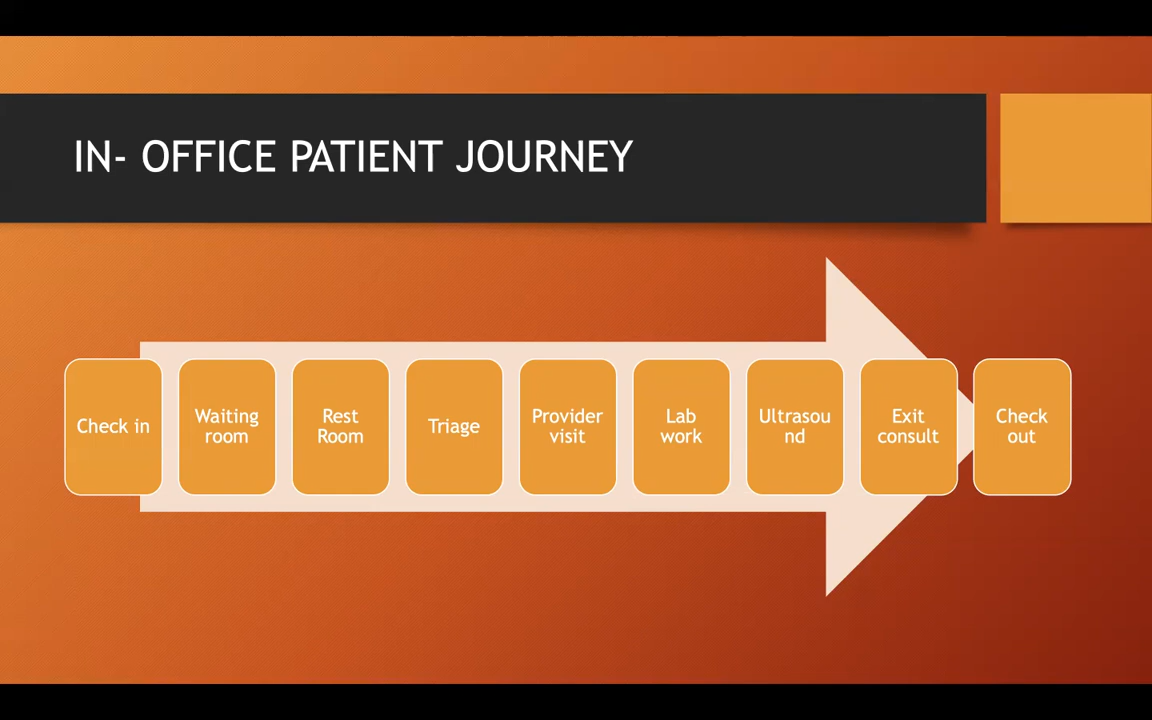 IN- OFFICE PATIENT JOURNEY
Check in
Waiting
room
Rest
Room
Triage
Provider
visit
Lab
work
Ultrasou
nd
Exit
consult
Check
out